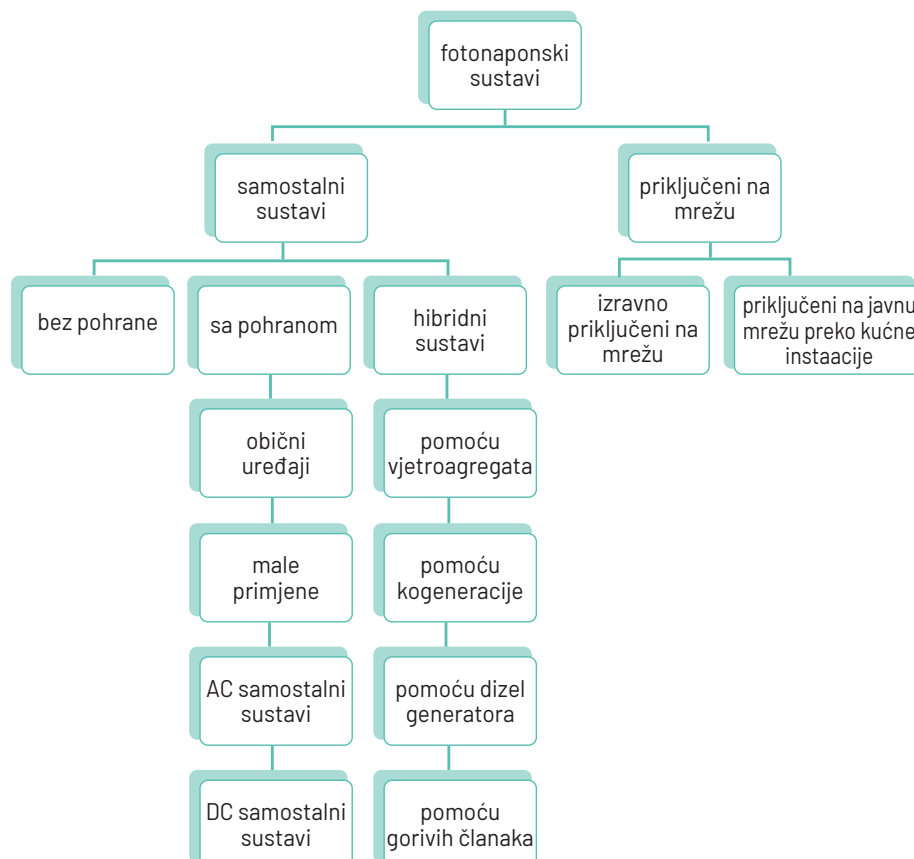 fotonaponski
sustavi
samostalni
sustavi
priključeni na
mrežu
bez pohrane
sa pohranom
hibridni
sustavi
izravno
priključeni na
mrežu
priključeni na javnu
mrežu preko kućne
instaacije
obični
uređaji
pomoću
vjetroagregata
male
primjene
pomoću
kogeneracije
AC samostalni
sustavi
pomoću dizel
generatora
DC samostalni
sustavi
pomoću
gorivih članaka